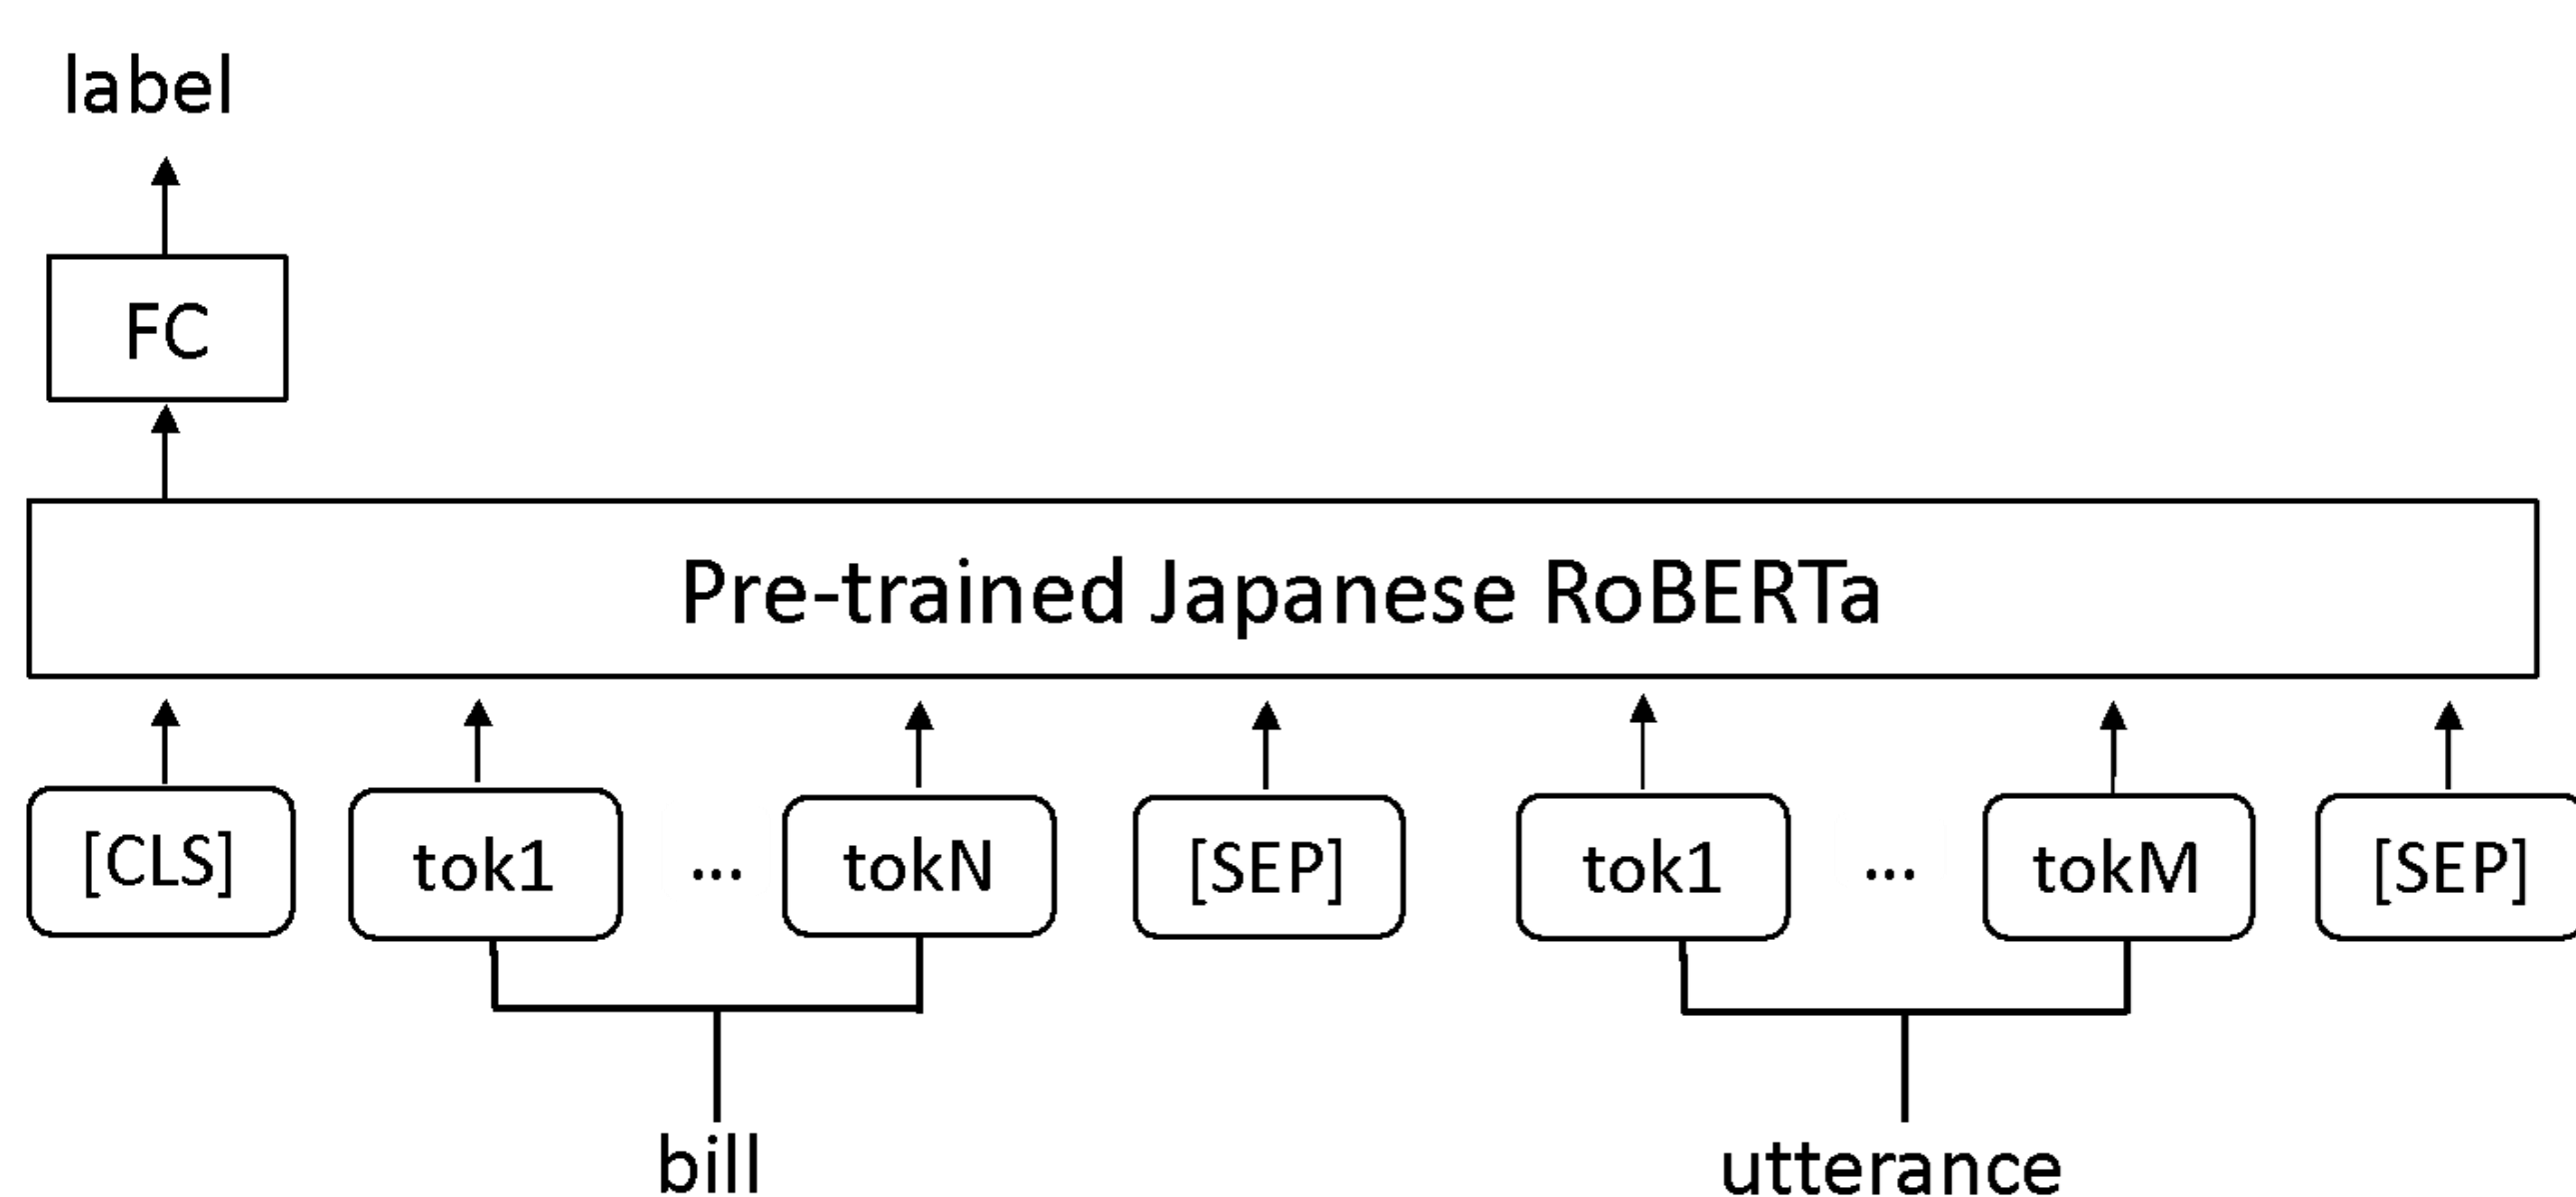 label
FC
Pre-trained Japanese RoBERTa
[CLS] tok1 ... tokN [SEP] tok1 ... tokM [SEP]
bill utterance